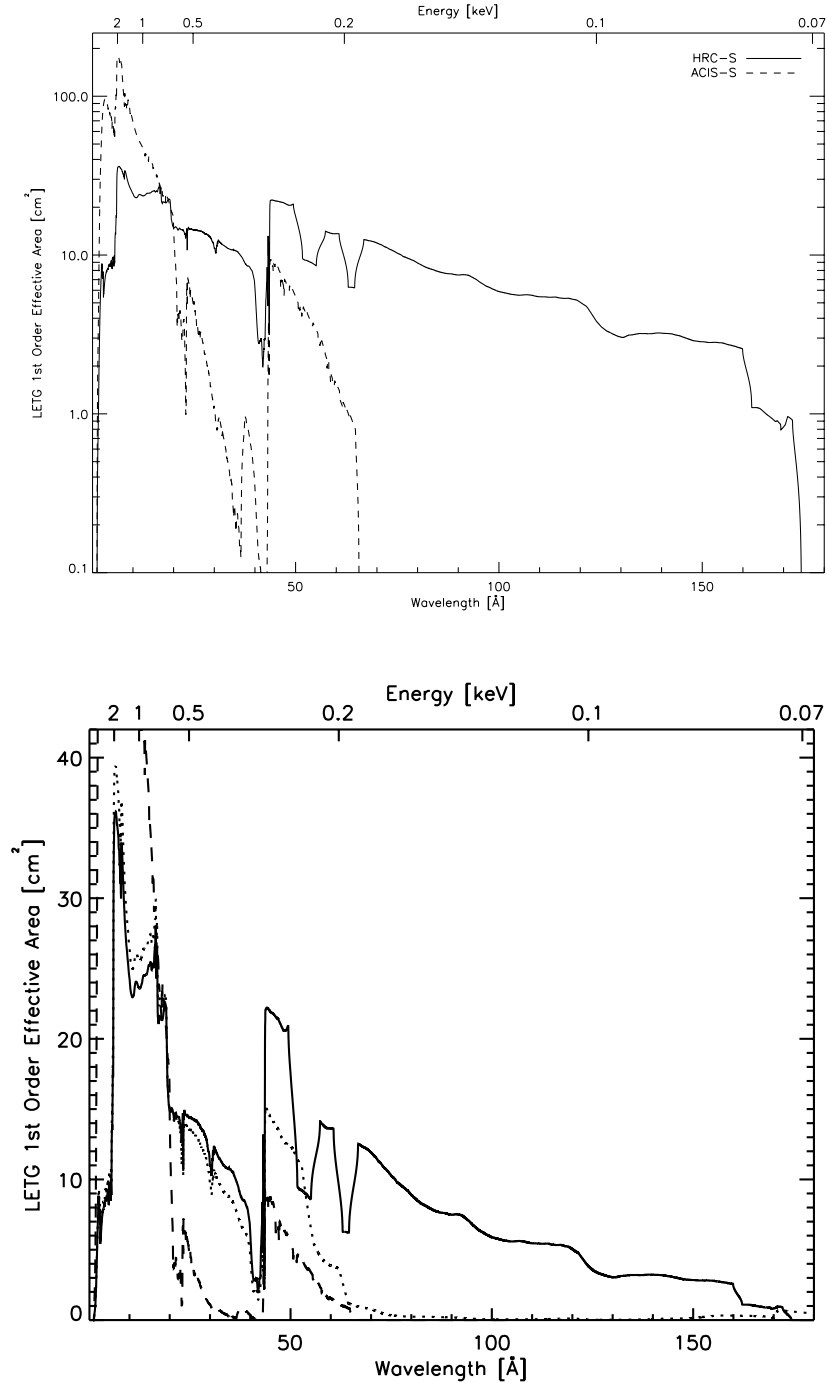 Energy [keV]
2 1 0.5 0.2 0.1 0.07
HRC-S
ACIS-S
100.0
10.0
1.0
0.1
LETG 1st Order Effective Area [cm²]
50 100 150
Wavelength [Å]
Energy [keV]
2 1 0.5 0.2 0.1 0.07
40
30
20
10
0
LETG 1st Order Effective Area [cm²]
50 100 150
Wavelength [Å]